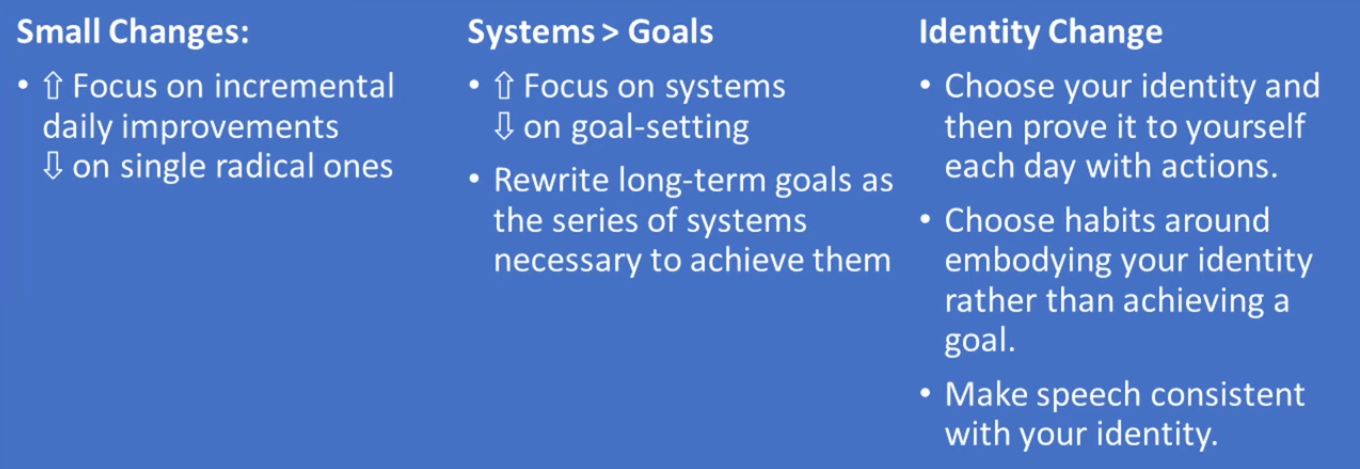 Small Changes:
• ⇧ Focus on incremental
daily improvements
⇩ on single radical ones
Systems > Goals
• ⇧ Focus on systems
⇩ on goal-setting
• Rewrite long-term goals as
the series of systems
necessary to achieve them
Identity Change
• Choose your identity and
then prove it to yourself
each day with actions.
• Choose habits around
embodying your identity
rather than achieving a
goal.
• Make speech consistent
with your identity.